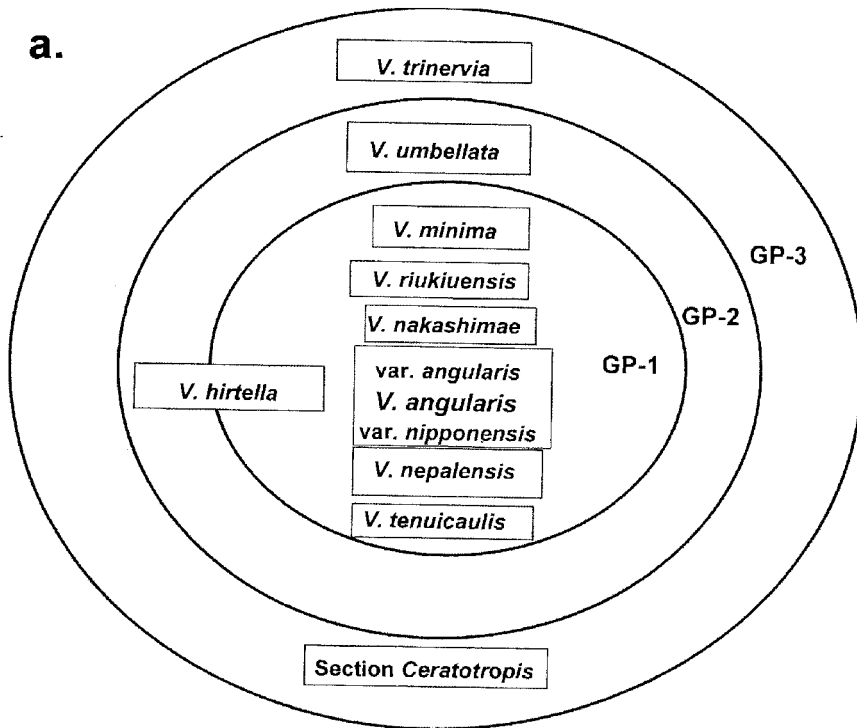 a.
V. trinervia
V. umbellata
V. minima
GP-3
V. riukiuensis
GP-2
V. nakashimae
GP-1
V. hirtella
var. angularis
V. angularis
var. nipponensis
V. nepalensis
V. tenuicaulis
Section Ceratotropis